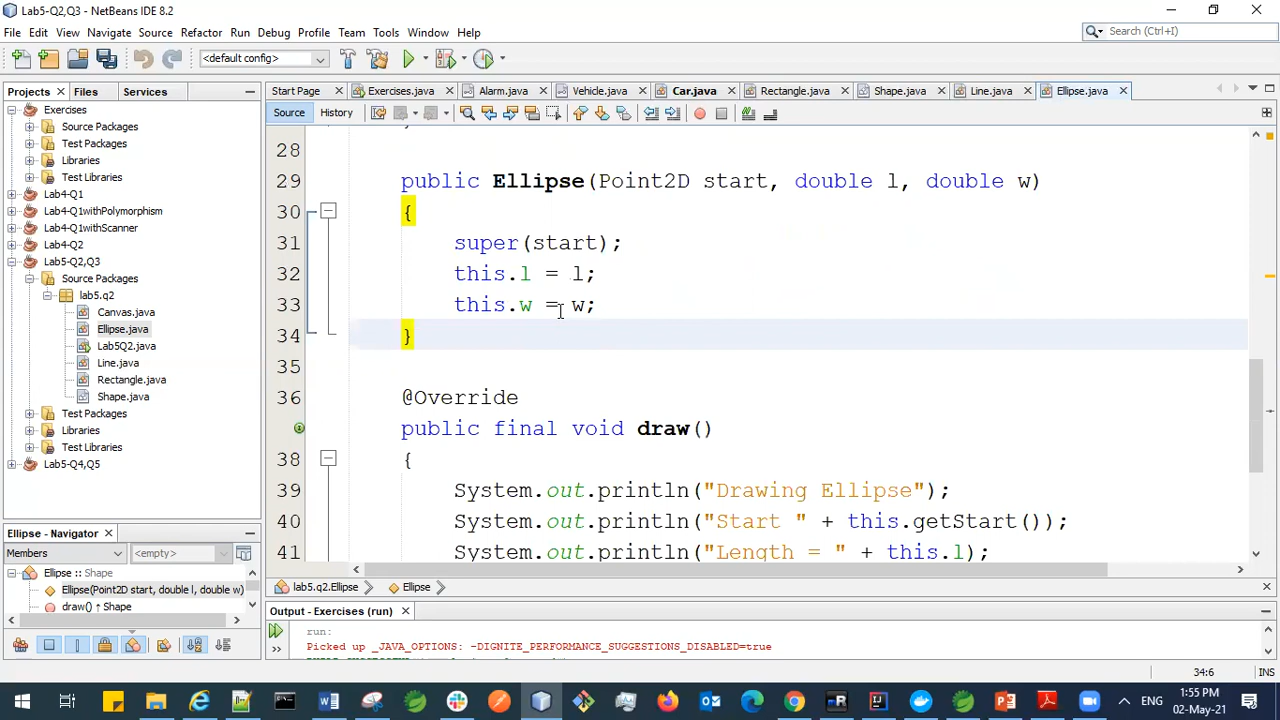 Lab5-Q2,Q3 - NetBeans IDE 8.2
File Edit View Navigate Source Refactor Run Debug Profile Team Tools Window Help
Search (Ctrl+I)
<default config>
Projects Files Services
Start Page Exercises.java Alarm.java Vehicle.java Car.java Rectangle.java Shape.java Line.java Ellipse.java
Source History
Exercises
Source Packages
Test Packages
Libraries
Test Libraries
Lab4-Q1
Lab4-Q1withPolymorphism
Lab4-Q1withScanner
Lab4-Q2
Lab5-Q2,Q3
Source Packages
lab5.q2
Canvas.java
Ellipse.java
Lab5Q2.java
Line.java
Rectangle.java
Shape.java
Test Packages
Libraries
Test Libraries
Lab5-Q4,Q5
28
29 public Ellipse(Point2D start, double l, double w)
30 {
31 super(start);
32 this.l = l;
33 this.w = w;
34 }
35
36 @Override
public final void draw()
38 {
39 System.out.println("Drawing Ellipse");
40 System.out.println("Start " + this.getStart());
41 System.out.println("Length = " + this.l);
Ellipse - Navigator
Members <empty>
Ellipse :: Shape
Ellipse(Point2D start, double l, double w)
draw() ↑ Shape
lab5.q2.Ellipse Ellipse
Output - Exercises (run)
run:
Picked up _JAVA_OPTIONS: -DIGNITE_PERFORMANCE_SUGGESTIONS_DISABLED=true
34:6 INS
ENG
1:55 PM
02-May-21